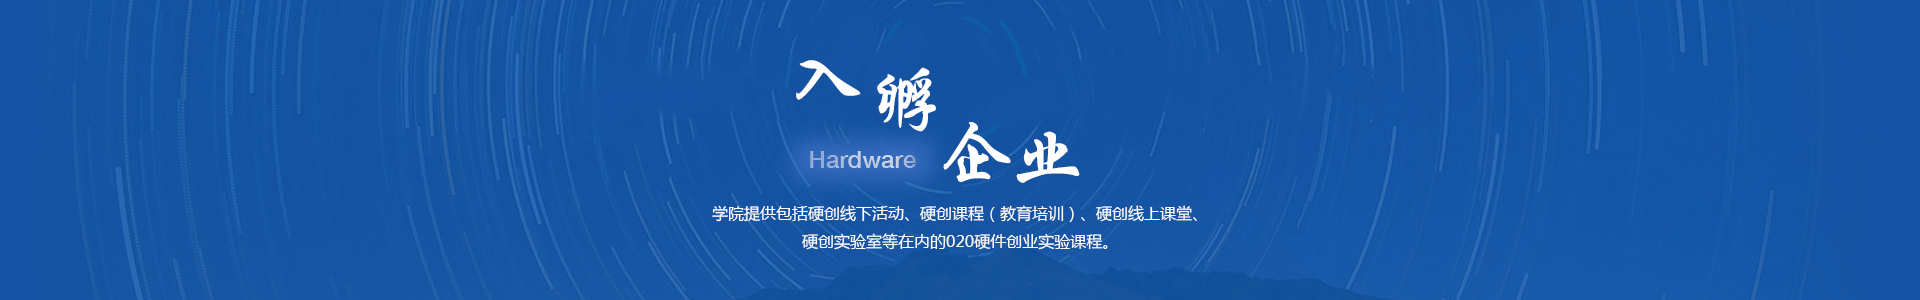 入孵
企业
Hardware
学院提供包括硬创线下活动、硬创课程（教育培训）、硬创线上课堂、
硬创实验室等在内的O2O硬件创业实验课程。